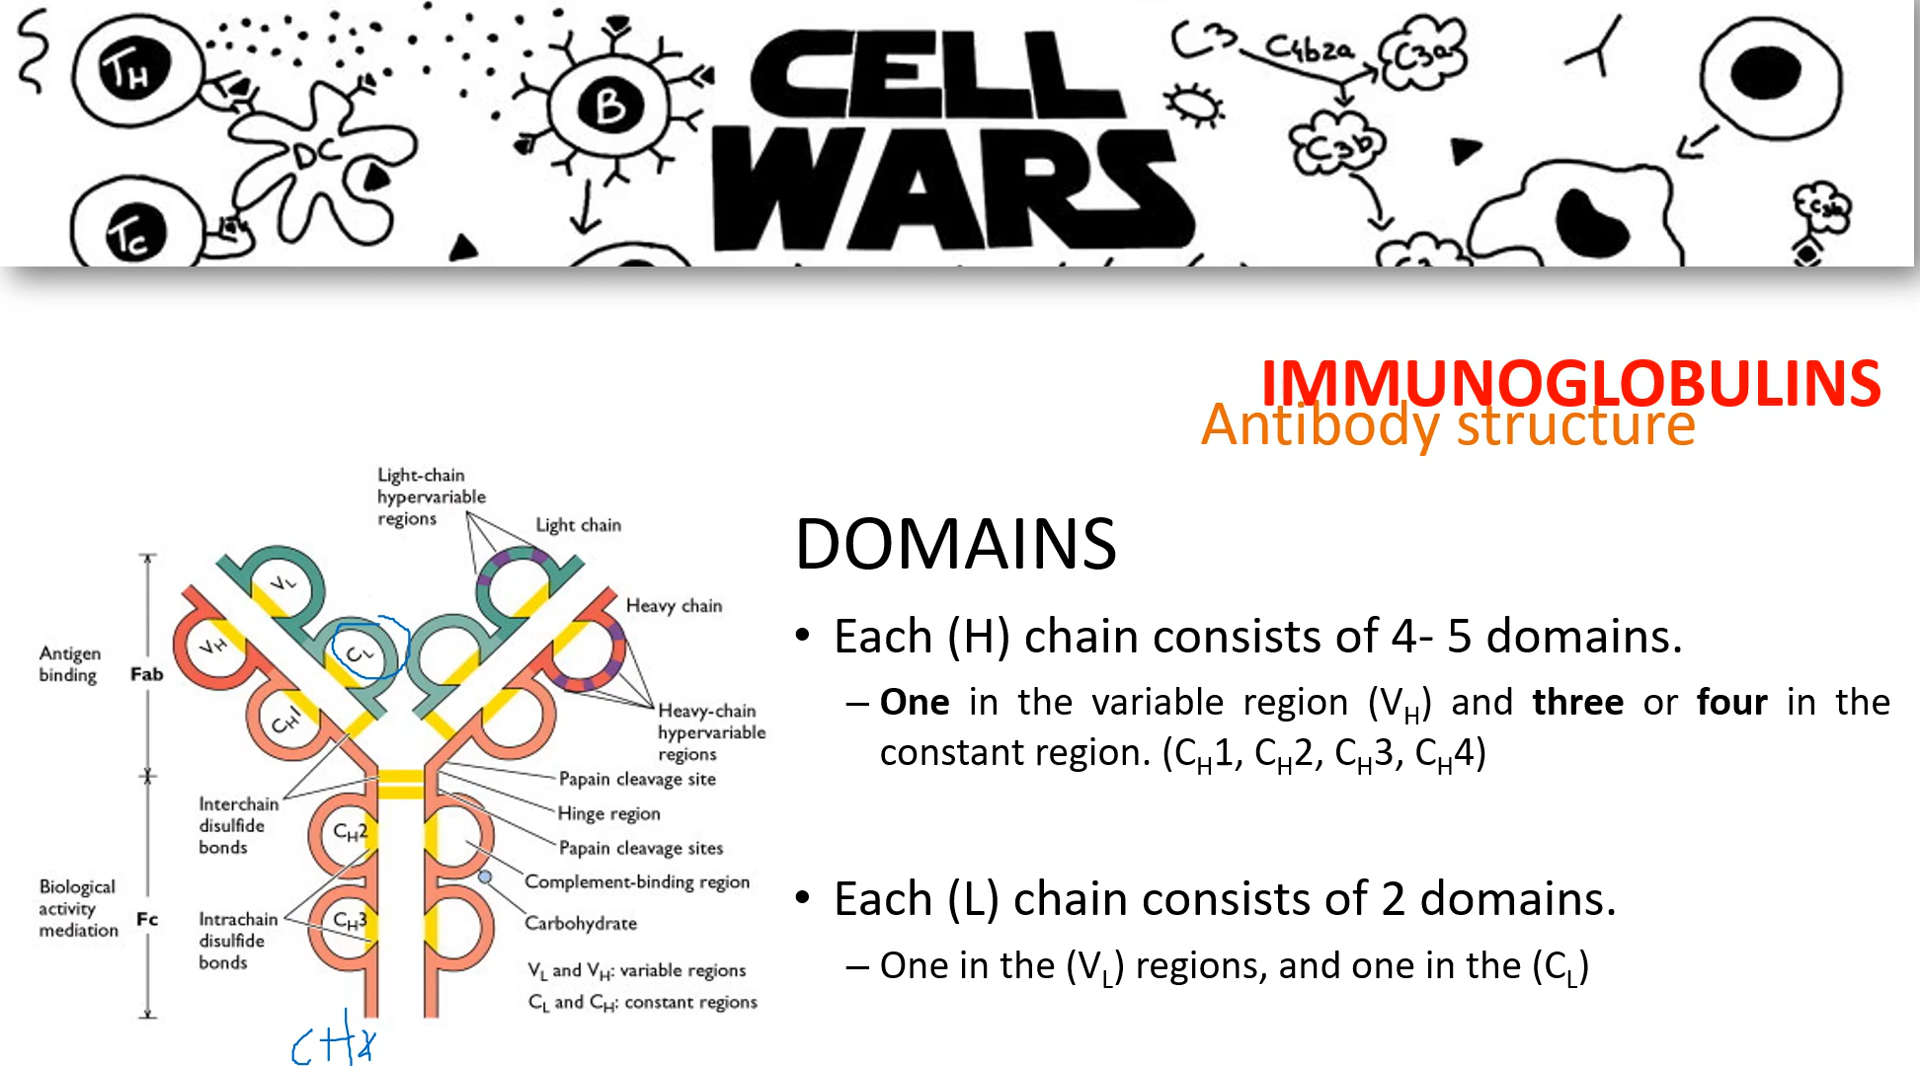 TH
DC
TC
B
CELL
WARS
C3
C4b2a
C3a
C3b
C3b
IMMUNOGLOBULINS
Antibody structure
Light-chain
hypervariable
regions
Light chain
VL
Heavy chain
VH
CL
Antigen
binding
Fab
CH1
Heavy-chain
hypervariable
regions
Papain cleavage site
Interchain
disulfide
bonds
Hinge region
CH2
Papain cleavage sites
Complement-binding region
Biological
activity
mediation
Fc
Intrachain
disulfide
bonds
CH3
Carbohydrate
VL and VH: variable regions
CL and CH: constant regions
DOMAINS
• Each (H) chain consists of 4- 5 domains.
– One in the variable region (VH) and three or four in the
constant region. (CH1, CH2, CH3, CH4)
• Each (L) chain consists of 2 domains.
– One in the (VL) regions, and one in the (CL)